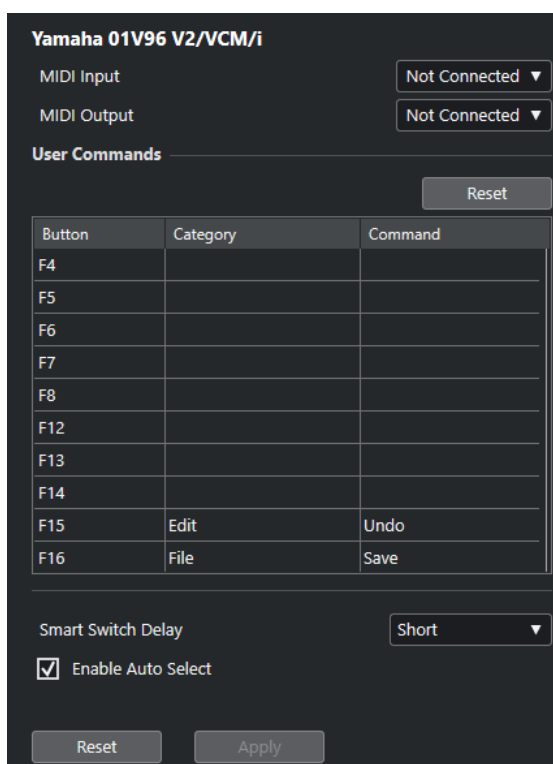 Yamaha 01V96 V2/VCM/i
MIDI Input Not Connected
MIDI Output Not Connected
User Commands
Reset
Button Category Command
F4
F5
F6
F7
F8
F12
F13
F14
F15 Edit Undo
F16 File Save
Smart Switch Delay Short
Enable Auto Select
Reset Apply